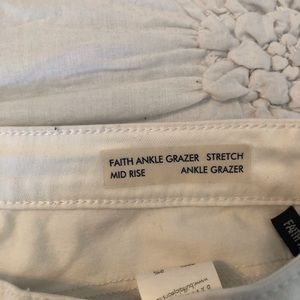 FAITH ANKLE GRAZER STRETCH
MID RISE ANKLE GRAZER